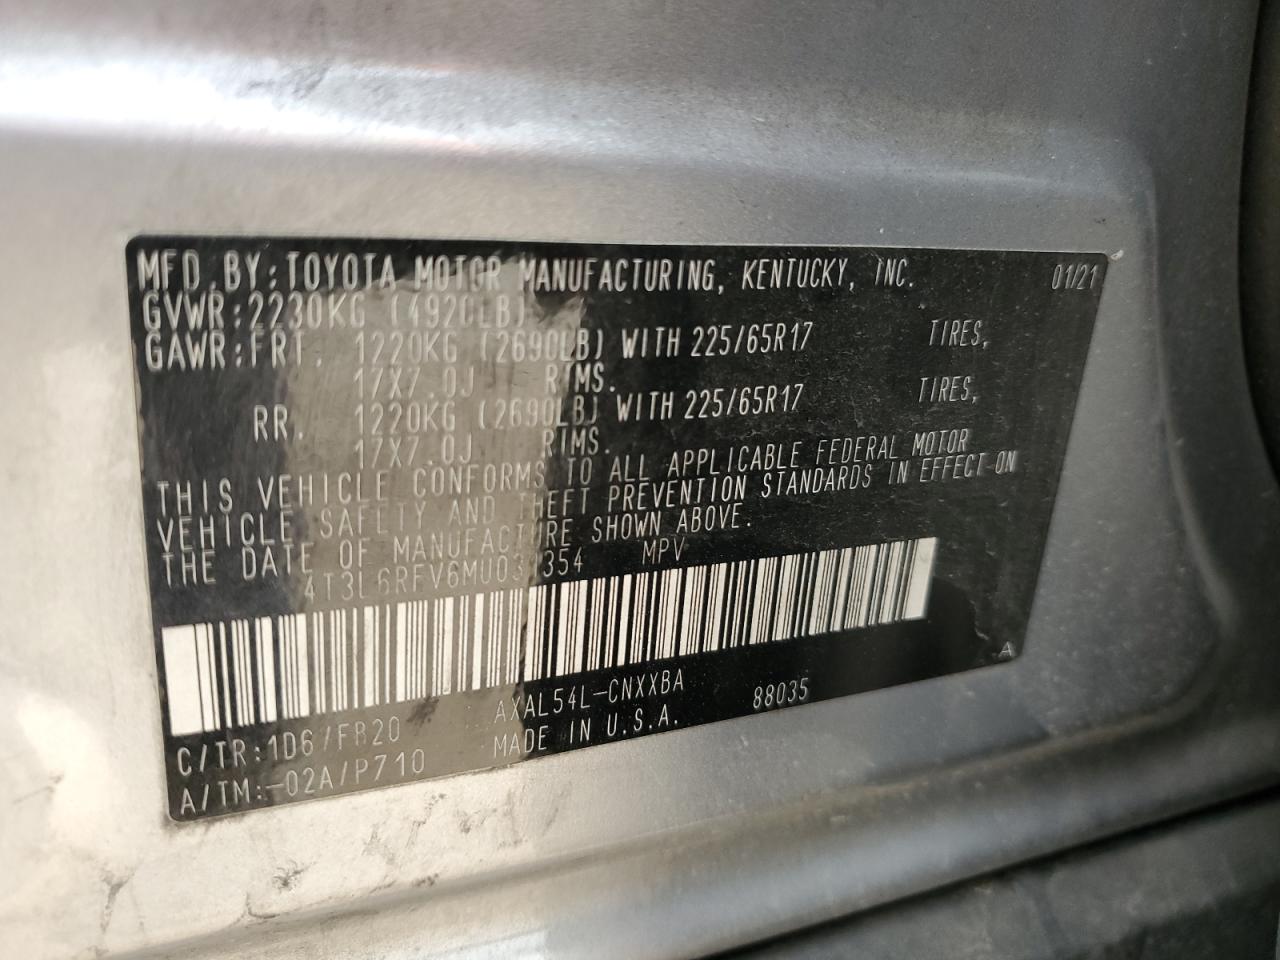 MFD.BY:TOYOTA MOTOR MANUFACTURING, KENTUCKY, INC. 01/21
GVWR:2230KG (4920LB)
GAWR:FRT. 1220KG (2690LB) WITH 225/65R17 TIRES,
17X7.0J RIMS.
RR. 1220KG (2690LB) WITH 225/65R17 TIRES,
17X7.0J RIMS.
THIS VEHICLE CONFORMS TO ALL APPLICABLE FEDERAL MOTOR
VEHICLE SAFETY AND THEFT PREVENTION STANDARDS IN EFFECT ON
THE DATE OF MANUFACTURE SHOWN ABOVE.
MPV
A
C/TR:1D6/FB20 AXAL54L-CNXXBA 88035
A/TM:-02A/P710 MADE IN U.S.A.